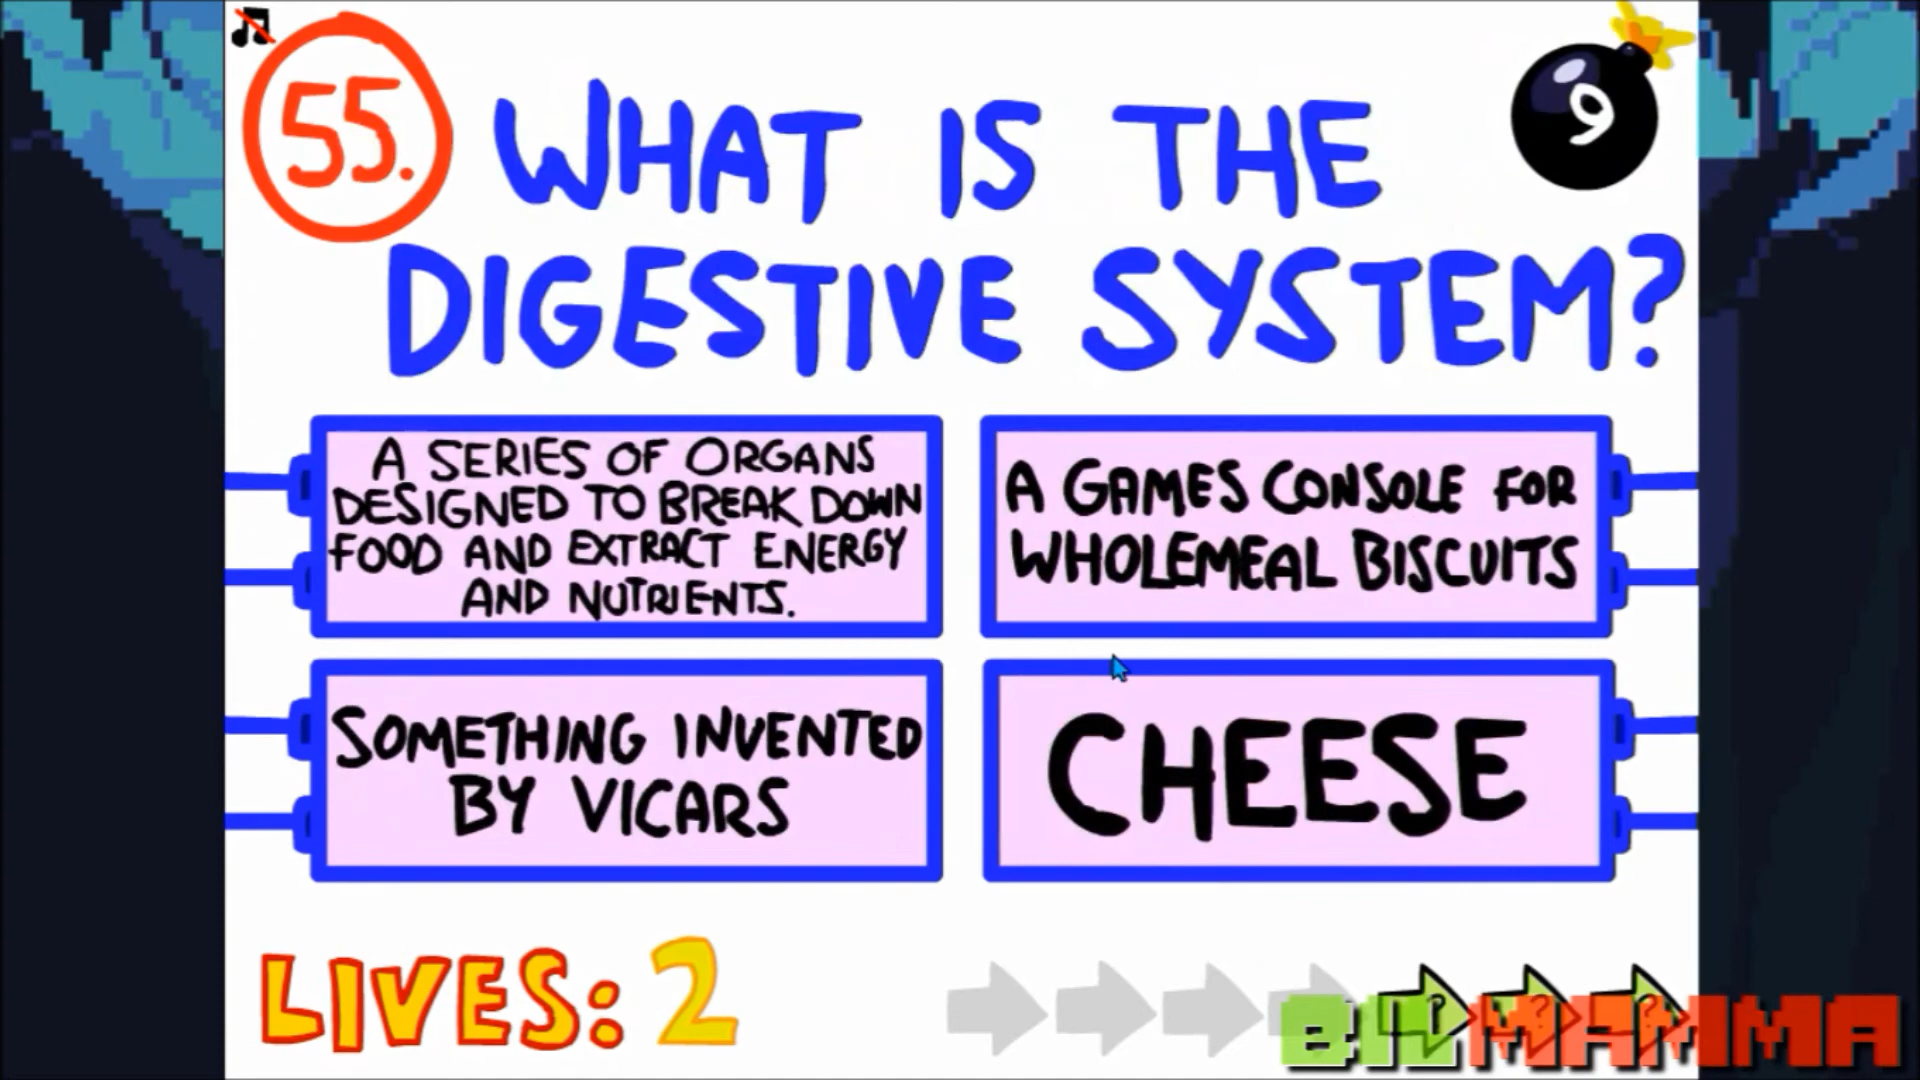 55.
WHAT IS THE
DIGESTIVE SYSTEM?
9
A SERIES OF ORGANS
DESIGNED TO BREAK DOWN
FOOD AND EXTRACT ENERGY
AND NUTRIENTS.
A GAMES CONSOLE FOR
WHOLEMEAL BISCUITS
SOMETHING INVENTED
BY VICARS
CHEESE
LIVES: 2
? ? ?